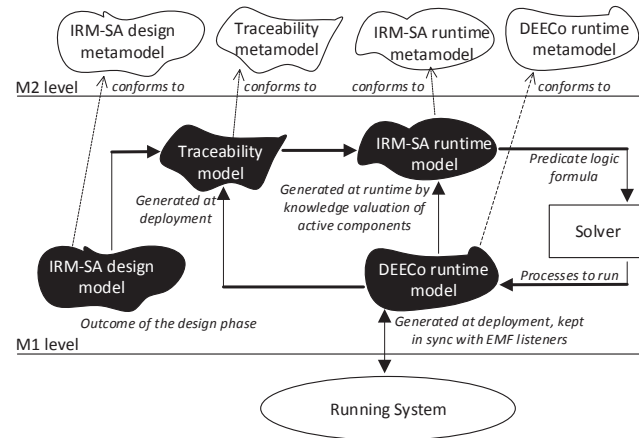 IRM-SA design
metamodel
Traceability
metamodel
IRM-SA runtime
metamodel
DEECo runtime
metamodel
M2 level
conforms to
conforms to
conforms to
conforms to
Traceability
model
IRM-SA runtime
model
Predicate logic
formula
Generated at
deployment
Generated at runtime by
knowledge valuation of
active components
Solver
IRM-SA design
model
DEECo runtime
model
Processes to run
Outcome of the design phase
Generated at deployment, kept
in sync with EMF listeners
M1 level
Running System